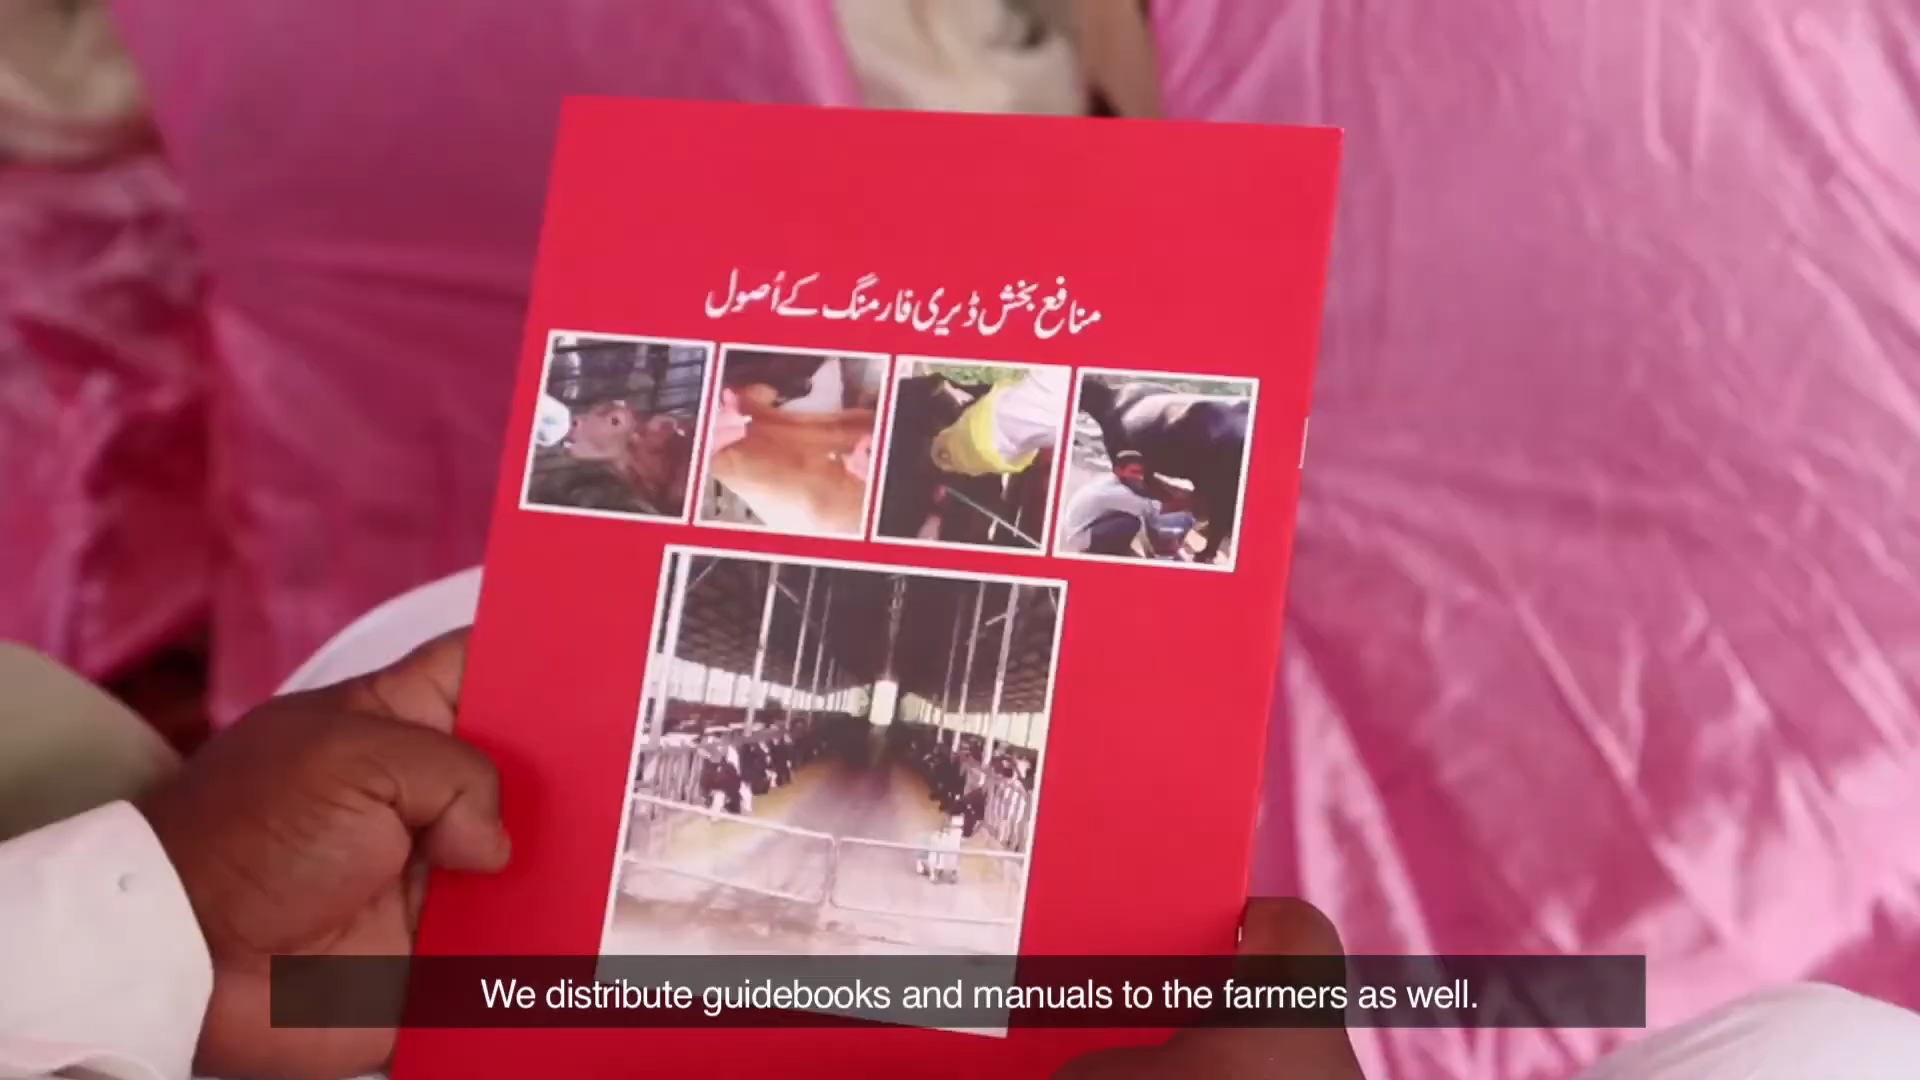 منافع بخش ڈیری فارمنگ کے اُصول
We distribute guidebooks and manuals to the farmers as well.